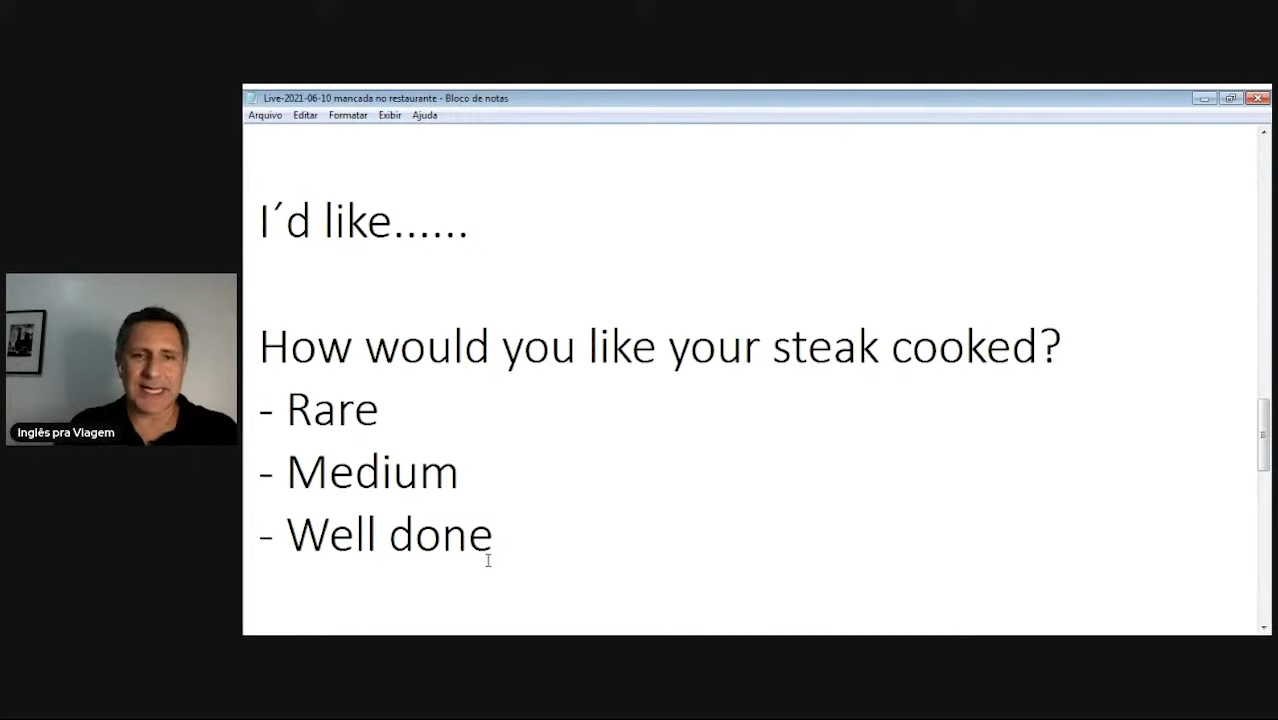 Live-2021-06-10 mancada no restaurante - Bloco de notas
Arquivo Editar Formatar Exibir Ajuda
I´d like......
How would you like your steak cooked?
- Rare
- Medium
- Well done
Inglês pra Viagem